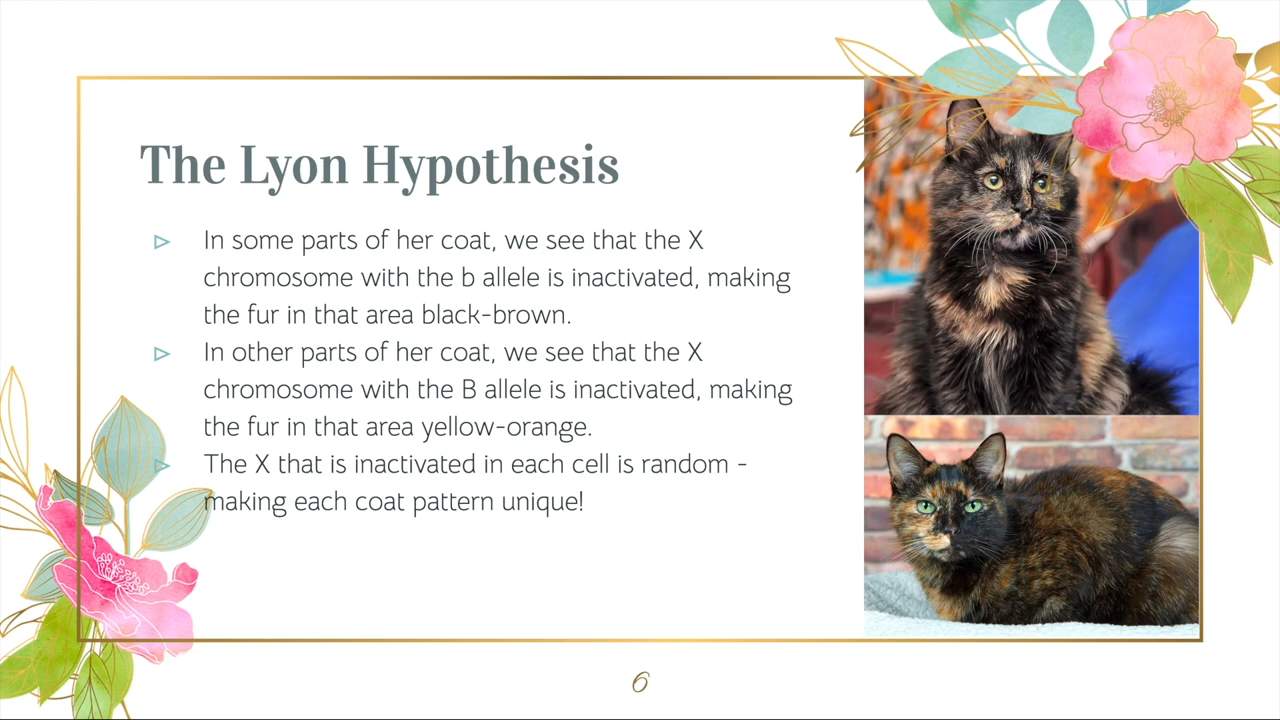 The Lyon Hypothesis
In some parts of her coat, we see that the X
chromosome with the b allele is inactivated, making
the fur in that area black-brown.
In other parts of her coat, we see that the X
chromosome with the B allele is inactivated, making
the fur in that area yellow-orange.
The X that is inactivated in each cell is random -
making each coat pattern unique!
6